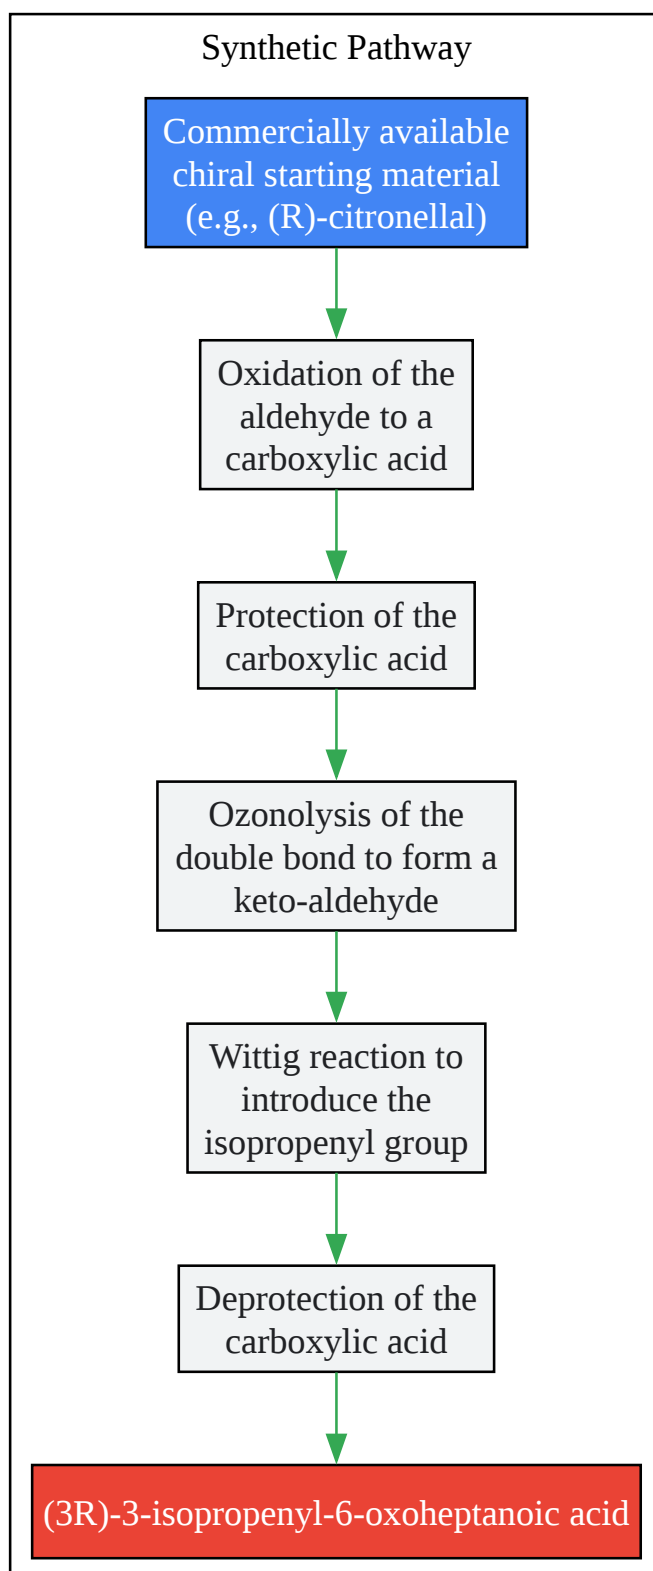 Synthetic Pathway
Commercially available
chiral starting material
(e.g., (R)-citronellal)
Oxidation of the
aldehyde to a
carboxylic acid
Protection of the
carboxylic acid
Ozonolysis of the
double bond to form a
keto-aldehyde
Wittig reaction to
introduce the
isopropenyl group
Deprotection of the
carboxylic acid
(3R)-3-isopropenyl-6-oxoheptanoic acid